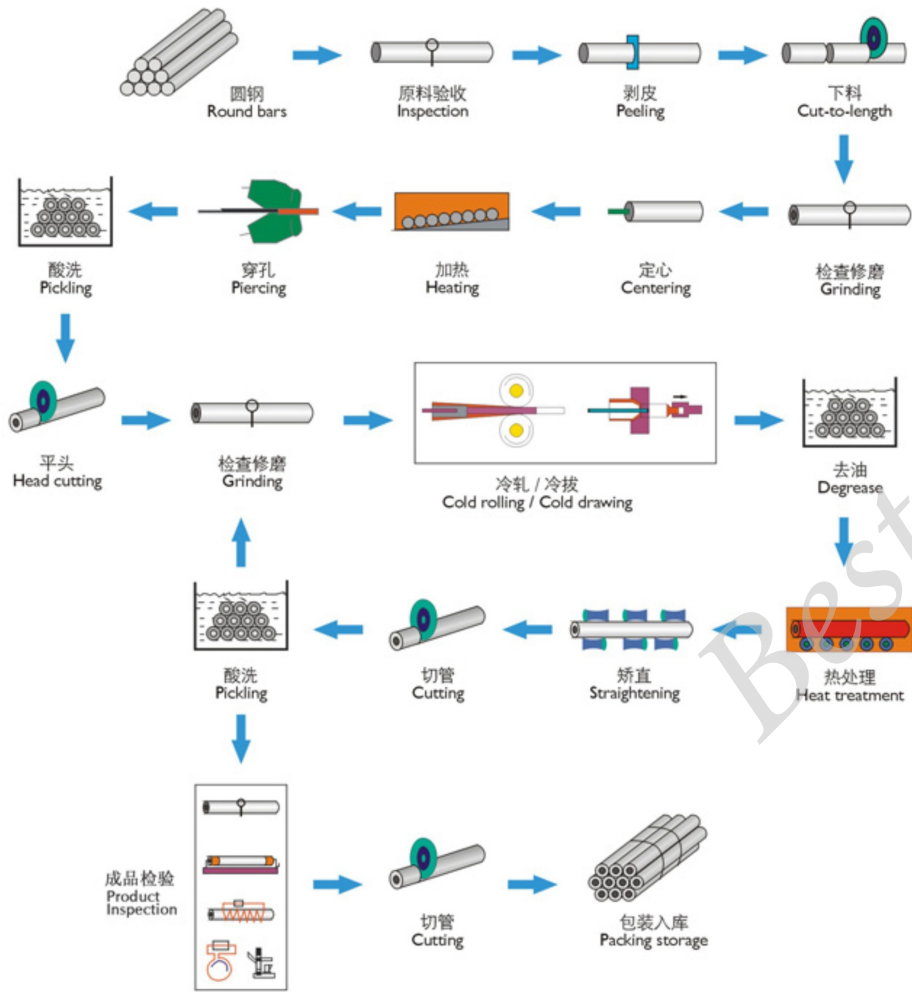 圆钢
Round bars
原料验收
Inspection
剥皮
Peeling
下料
Cut-to-length
酸洗
Pickling
穿孔
Piercing
加热
Heating
定心
Centering
检查修磨
Grinding
平头
Head cutting
检查修磨
Grinding
冷轧 / 冷拔
Cold rolling / Cold drawing
去油
Degrease
酸洗
Pickling
切管
Cutting
矫直
Straightening
热处理
Heat treatment
成品检验
Product
Inspection
切管
Cutting
包装入库
Packing storage
Best